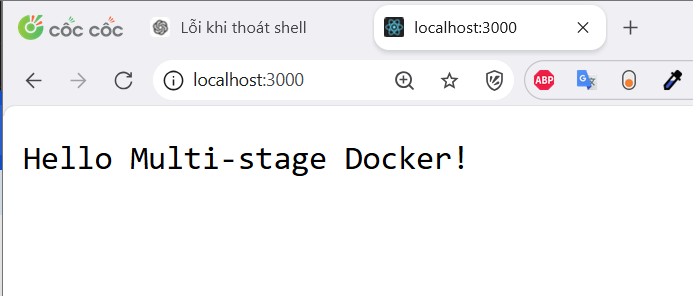 cốc cốc
Lỗi khi thoát shell
localhost:3000
localhost:3000
ABP
G
Hello Multi-stage Docker!